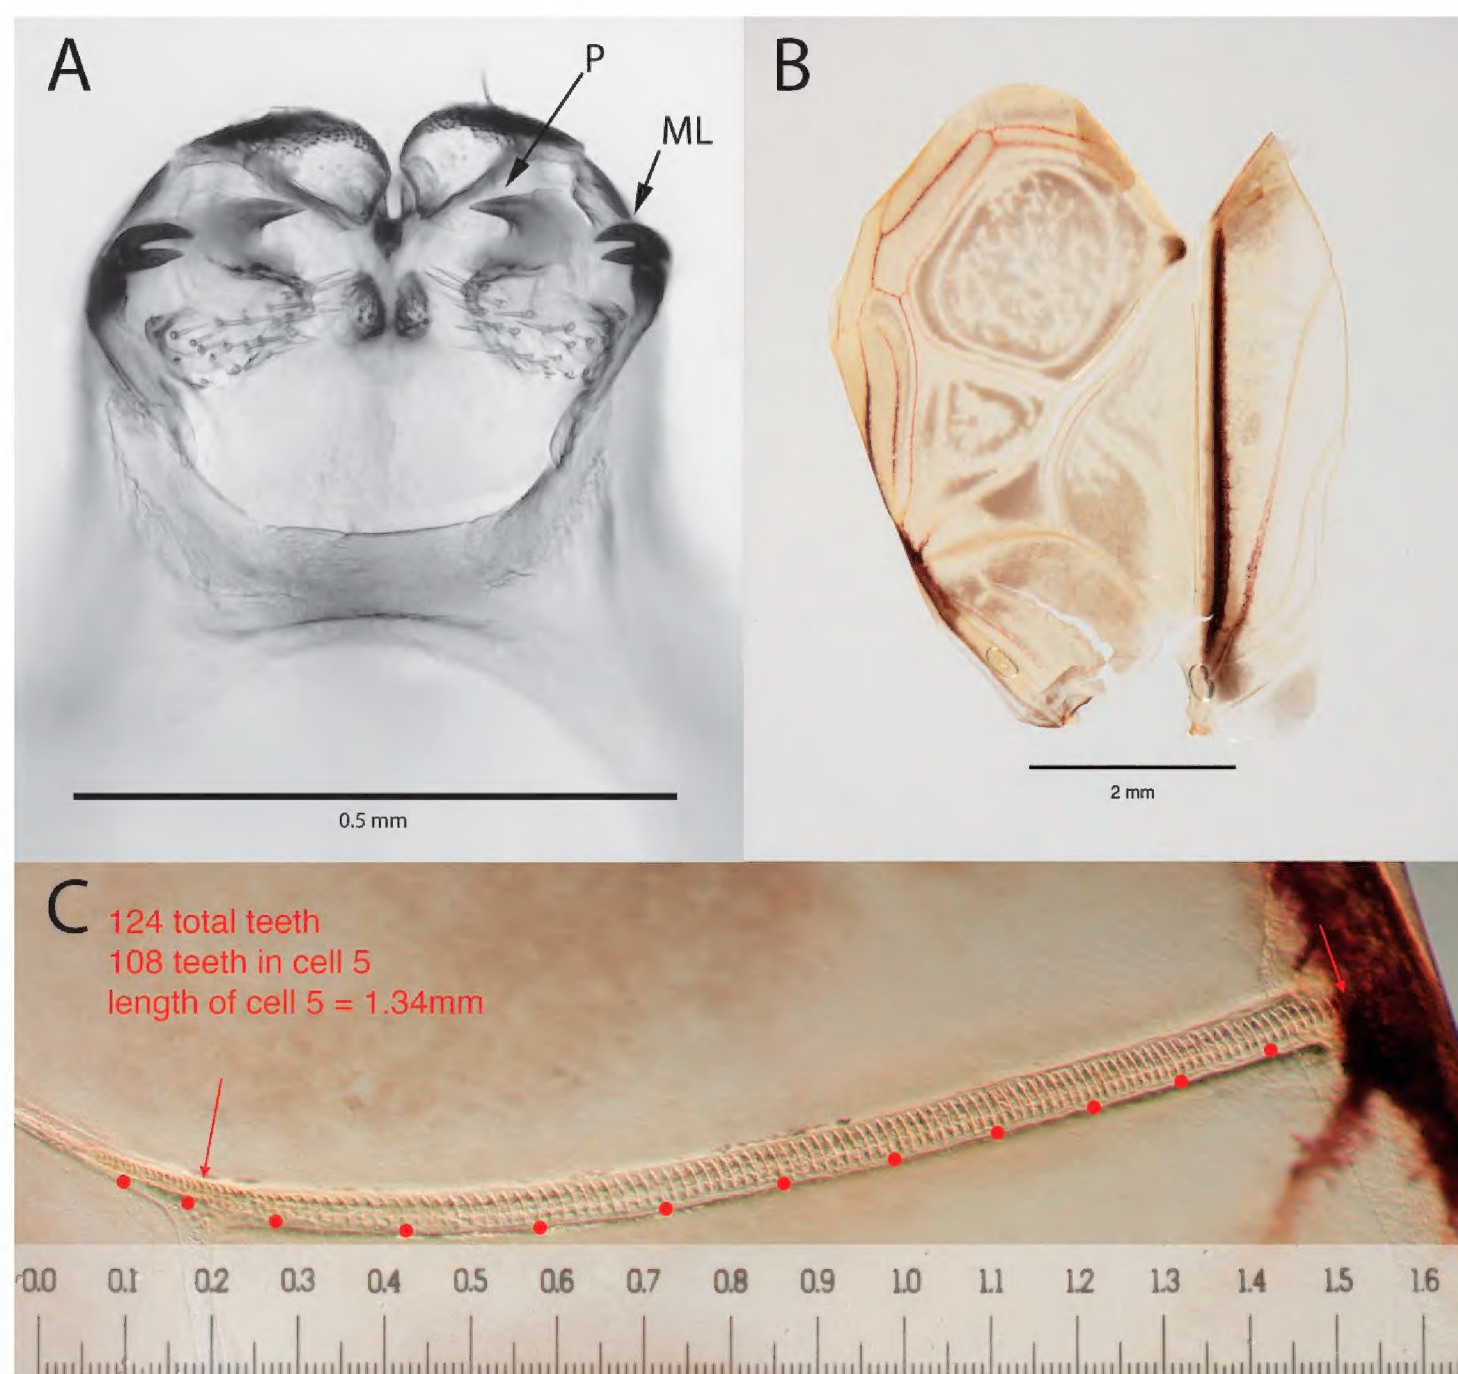 A
P
ML
0.5 mm
B
2 mm
C
124 total teeth
108 teeth in cell 5
length of cell 5 = 1.34mm
0.0 0.1 0.2 0.3 0.4 0.5 0.6 0.7 0.8 0.9 1.0 1.1 1.2 1.3 1.4 1.5 1.6